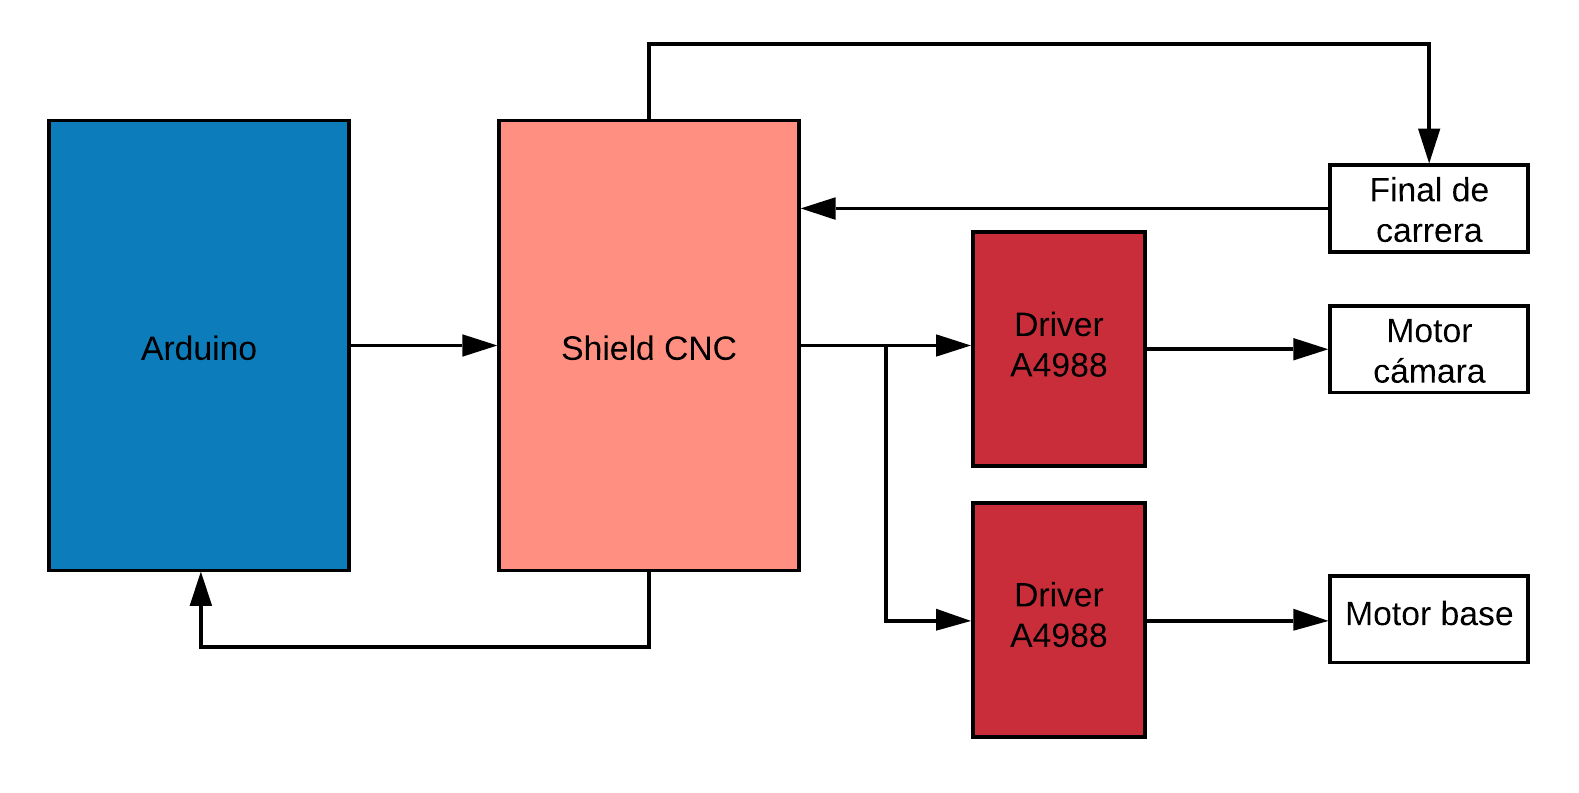 Arduino
Shield CNC
Final de
carrera
Driver
A4988
Motor
cámara
Driver
A4988
Motor base